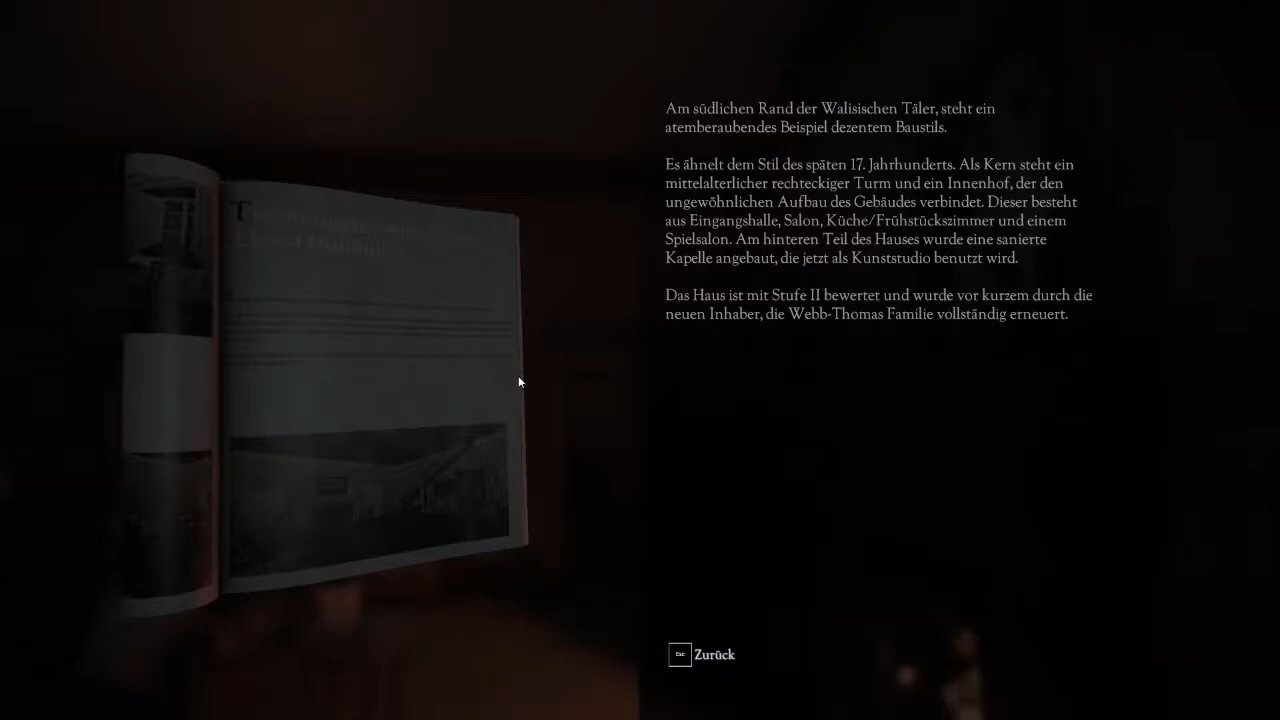 Am südlichen Rand der Walisischen Täler, steht ein
atemberaubendes Beispiel dezentem Baustils.
Es ähnelt dem Stil des späten 17. Jahrhunderts. Als Kern steht ein
mittelalterlicher rechteckiger Turm und ein Innenhof, der den
ungewöhnlichen Aufbau des Gebäudes verbindet. Dieser besteht
aus Eingangshalle, Salon, Küche/Frühstückszimmer und einem
Spielsalon. Am hinteren Teil des Hauses wurde eine sanierte
Kapelle angebaut, die jetzt als Kunststudio benutzt wird.
Das Haus ist mit Stufe II bewertet und wurde vor kurzem durch die
neuen Inhaber, die Webb-Thomas Familie vollständig erneuert.
Esc Zurück